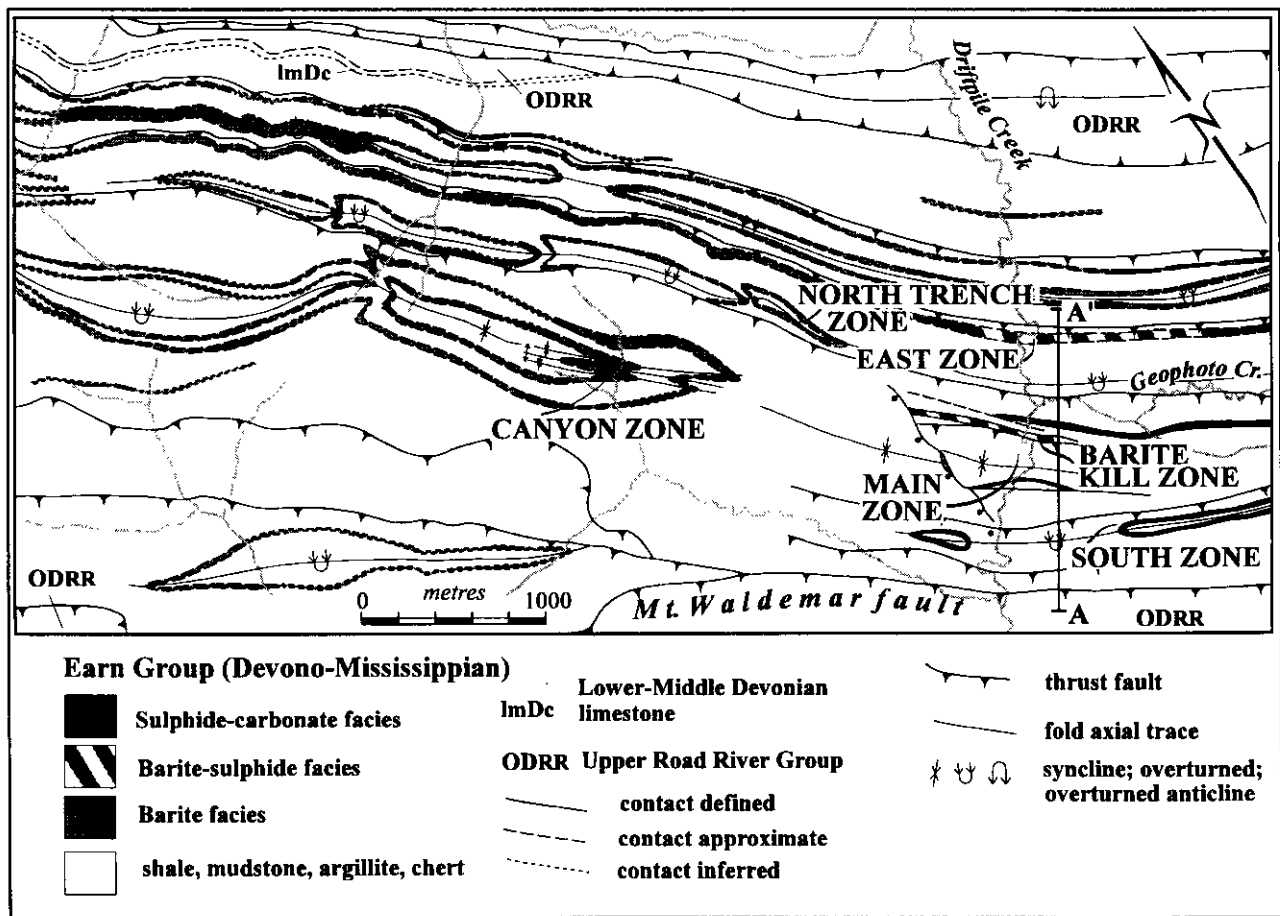 lmDc
ODRR
Driftpile Creek
ODRR
N
NORTH TRENCH
ZONE
A'
EAST ZONE
Geophoto Cr.
CANYON ZONE
BARITE
KILL ZONE
MAIN
ZONE
SOUTH ZONE
ODRR
0 metres 1000
Mt. Waldemar fault
A
ODRR
Earn Group (Devono-Mississippian)
Sulphide-carbonate facies
Barite-sulphide facies
Barite facies
shale, mudstone, argillite, chert
lmDc Lower-Middle Devonian
limestone
ODRR Upper Road River Group
contact defined
contact approximate
contact inferred
thrust fault
fold axial trace
syncline; overturned;
overturned anticline